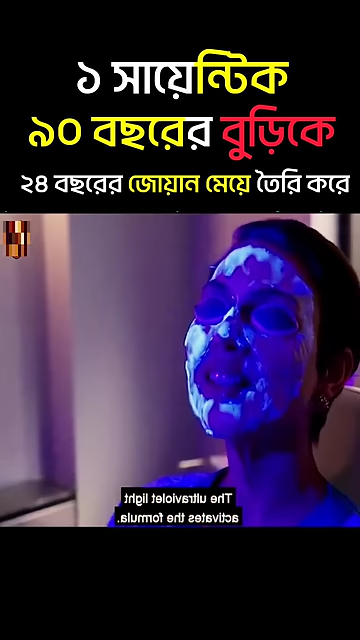 ১ সায়েন্টিক
৯০ বছরের বুড়িকে
২৪ বছরের জোয়ান মেয়ে তৈরি করে
The ultraviolet light
activates the formula.